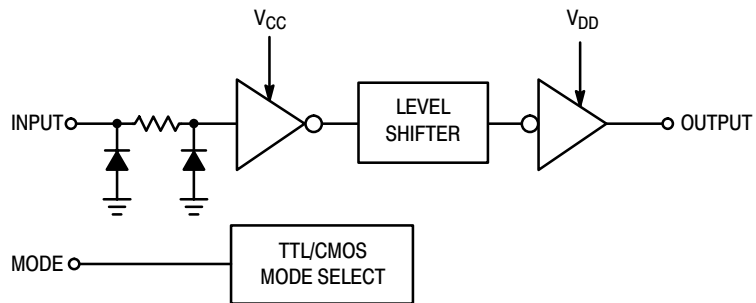 VCC
VDD
INPUT
LEVEL
SHIFTER
OUTPUT
MODE
TTL/CMOS
MODE SELECT